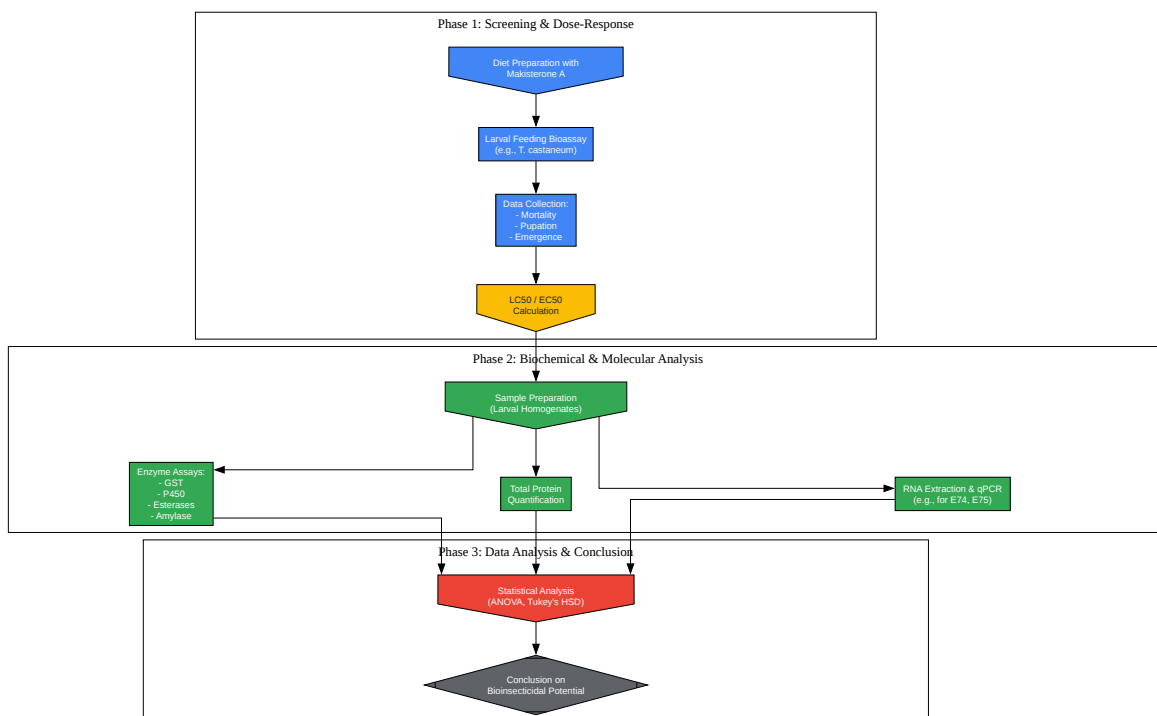 Phase 1: Screening & Dose-Response
Diet Preparation with
Makisterone A
Larval Feeding Bioassay
(e.g., T. castaneum)
Data Collection:
- Mortality
- Pupation
- Emergence
LC50 / EC50
Calculation
Phase 2: Biochemical & Molecular Analysis
Sample Preparation
(Larval Homogenates)
Enzyme Assays:
- GST
- P450
- Esterases
- Amylase
Total Protein
Quantification
RNA Extraction & qPCR
(e.g., for E74, E75)
Phase 3: Data Analysis & Conclusion
Statistical Analysis
(ANOVA, Tukey's HSD)
Conclusion on
Bioinsecticidal Potential